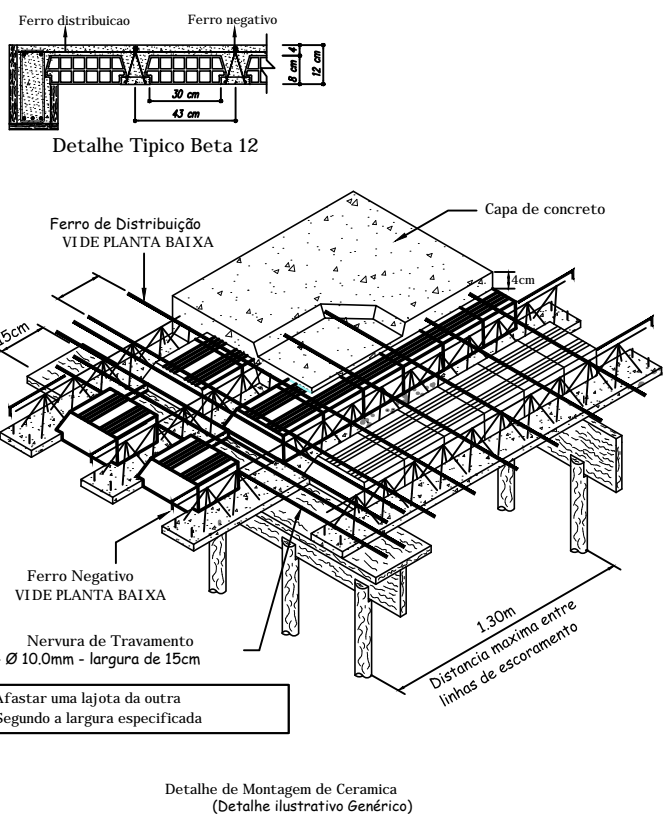 Ferro distribuicao
Ferro negativo
4
8 cm
12 cm
30 cm
43 cm
Detalhe Tipico Beta 12
Ferro de Distribuição
VIDE PLANTA BAIXA
Capa de concreto
4cm
15cm
Ferro Negativo
VIDE PLANTA BAIXA
Nervura de Travamento
Ø 10.0mm - largura de 15cm
Afastar uma lajota da outra
Segundo a largura especificada
1.30m
Distancia maxima entre
linhas de escoramento
Detalhe de Montagem de Ceramica
(Detalhe ilustrativo Genérico)